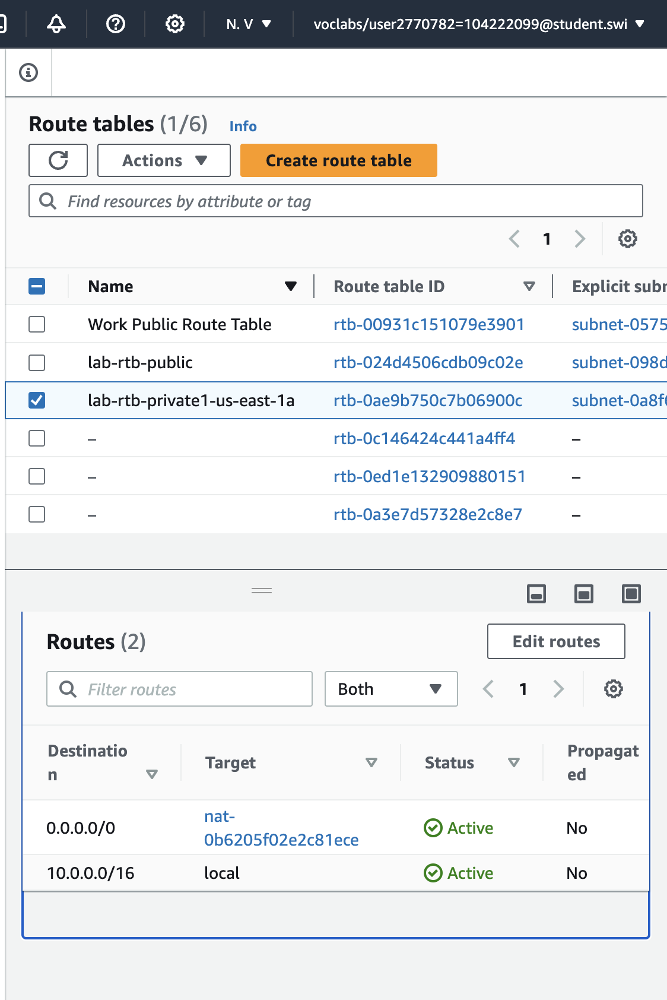 N. V
voclabs/user2770782=104222099@student.swi
Route tables (1/6) Info
Actions
Create route table
Find resources by attribute or tag
1
Name Route table ID Explicit subn
Work Public Route Table rtb-00931c151079e3901 subnet-0575
lab-rtb-public rtb-024d4506cdb09c02e subnet-098d
lab-rtb-private1-us-east-1a rtb-0ae9b750c7b06900c subnet-0a8f6
– rtb-0c146424c441a4ff4 –
– rtb-0ed1e132909880151 –
– rtb-0a3e7d57328e2c8e7 –
Routes (2)
Edit routes
Filter routes
Both
1
Destinatio
n
Target
Status
Propagat
ed
0.0.0.0/0
nat-
0b6205f02e2c81ece
Active
No
10.0.0.0/16 local Active No